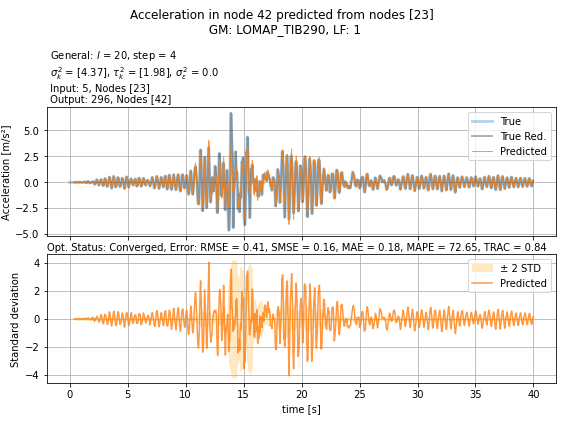 Acceleration in node 42 predicted from nodes [23]
GM: LOMAP_TIB290, LF: 1
General: l = 20, step = 4
σ²ₖ = [4.37], τ²ₖ = [1.98], σ²ε = 0.0
Input: 5, Nodes [23]
Output: 296, Nodes [42]
Acceleration [m/s²]
5.0
2.5
0.0
−2.5
−5.0
True
True Red.
Predicted
Opt. Status: Converged, Error: RMSE = 0.41, SMSE = 0.16, MAE = 0.18, MAPE = 72.65, TRAC = 0.84
Standard deviation
4
2
0
−2
−4
± 2 STD
Predicted
0 5 10 15 20 25 30 35 40
time [s]